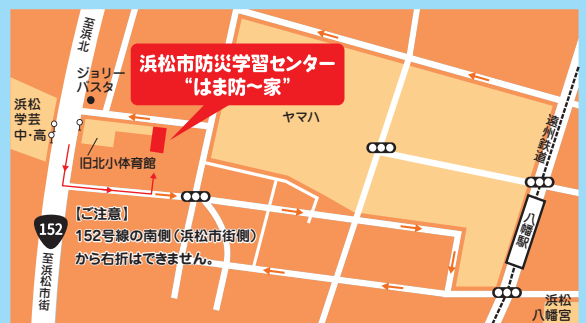 至浜北
ジョリー
パスタ
浜松市防災学習センター
“はま防〜家”
浜松
学芸
中・高
ヤマハ
遠州鉄道
旧北小体育館
八幡駅
【ご注意】
152号線の南側（浜松市街側）
から右折はできません。
152
至浜松市街
浜松
八幡宮